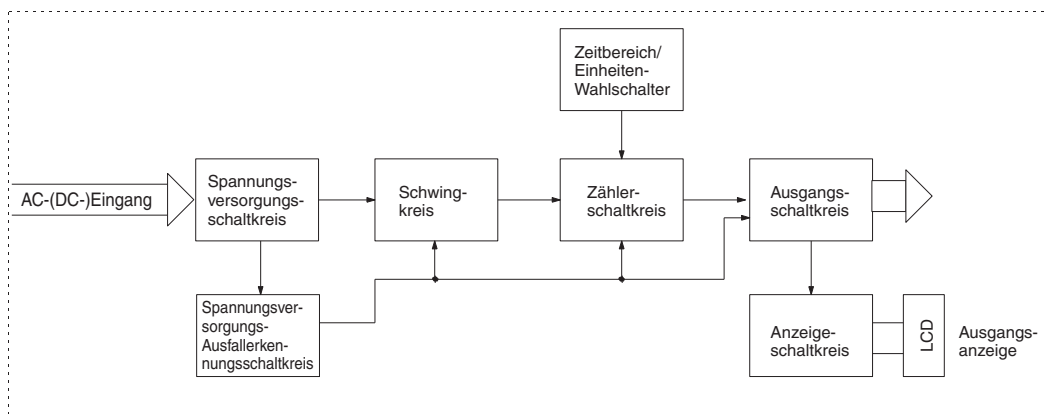 Zeitbereich/
Einheiten-
Wahlschalter
AC-(DC-)Eingang
Spannungs-
versorgungs-
schaltkreis
Schwing-
kreis
Zähler-
schaltkreis
Ausgangs-
schaltkreis
Spannungsver-
sorgungs-
Ausfallerken-
nungsschaltkreis
Anzeige-
schaltkreis
LCD
Ausgangs-
anzeige